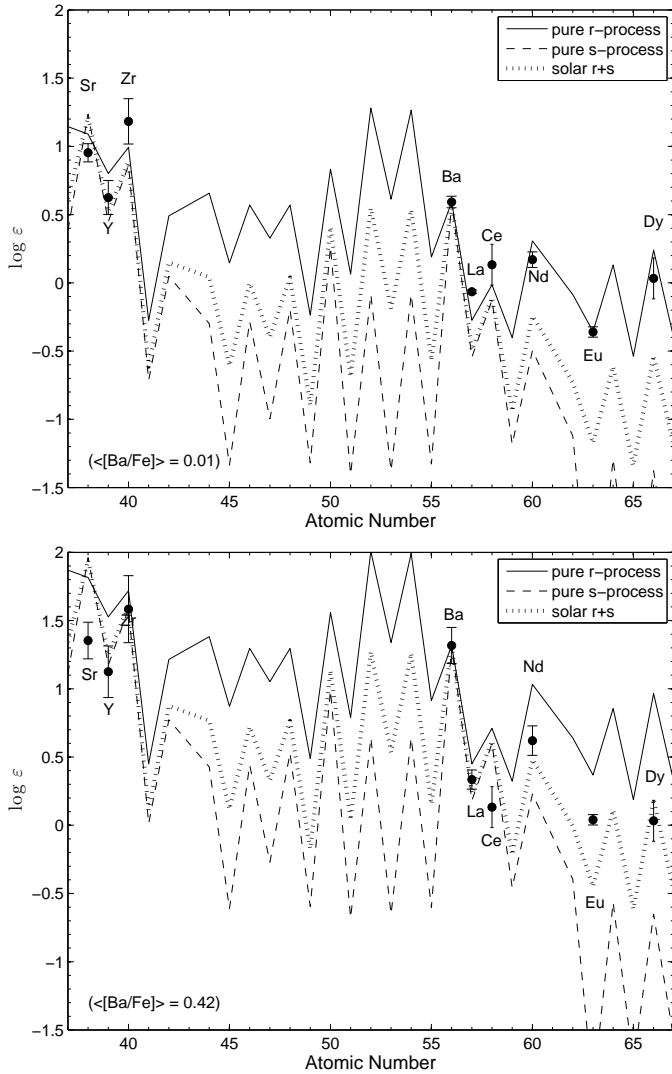 2
1.5
1
0.5
0
−0.5
−1
−1.5
log ε
40
45
50
55
60
65
Atomic Number
pure r−process
pure s−process
solar r+s
Sr
Y
Zr
Ba
La
Ce
Nd
Eu
Dy
(<[Ba/Fe]> = 0.01)
2
1.5
1
0.5
0
−0.5
−1
−1.5
log ε
40
45
50
55
60
65
Atomic Number
pure r−process
pure s−process
solar r+s
Sr
Y
Zr
Ba
La
Ce
Nd
Eu
Dy
(<[Ba/Fe]> = 0.42)